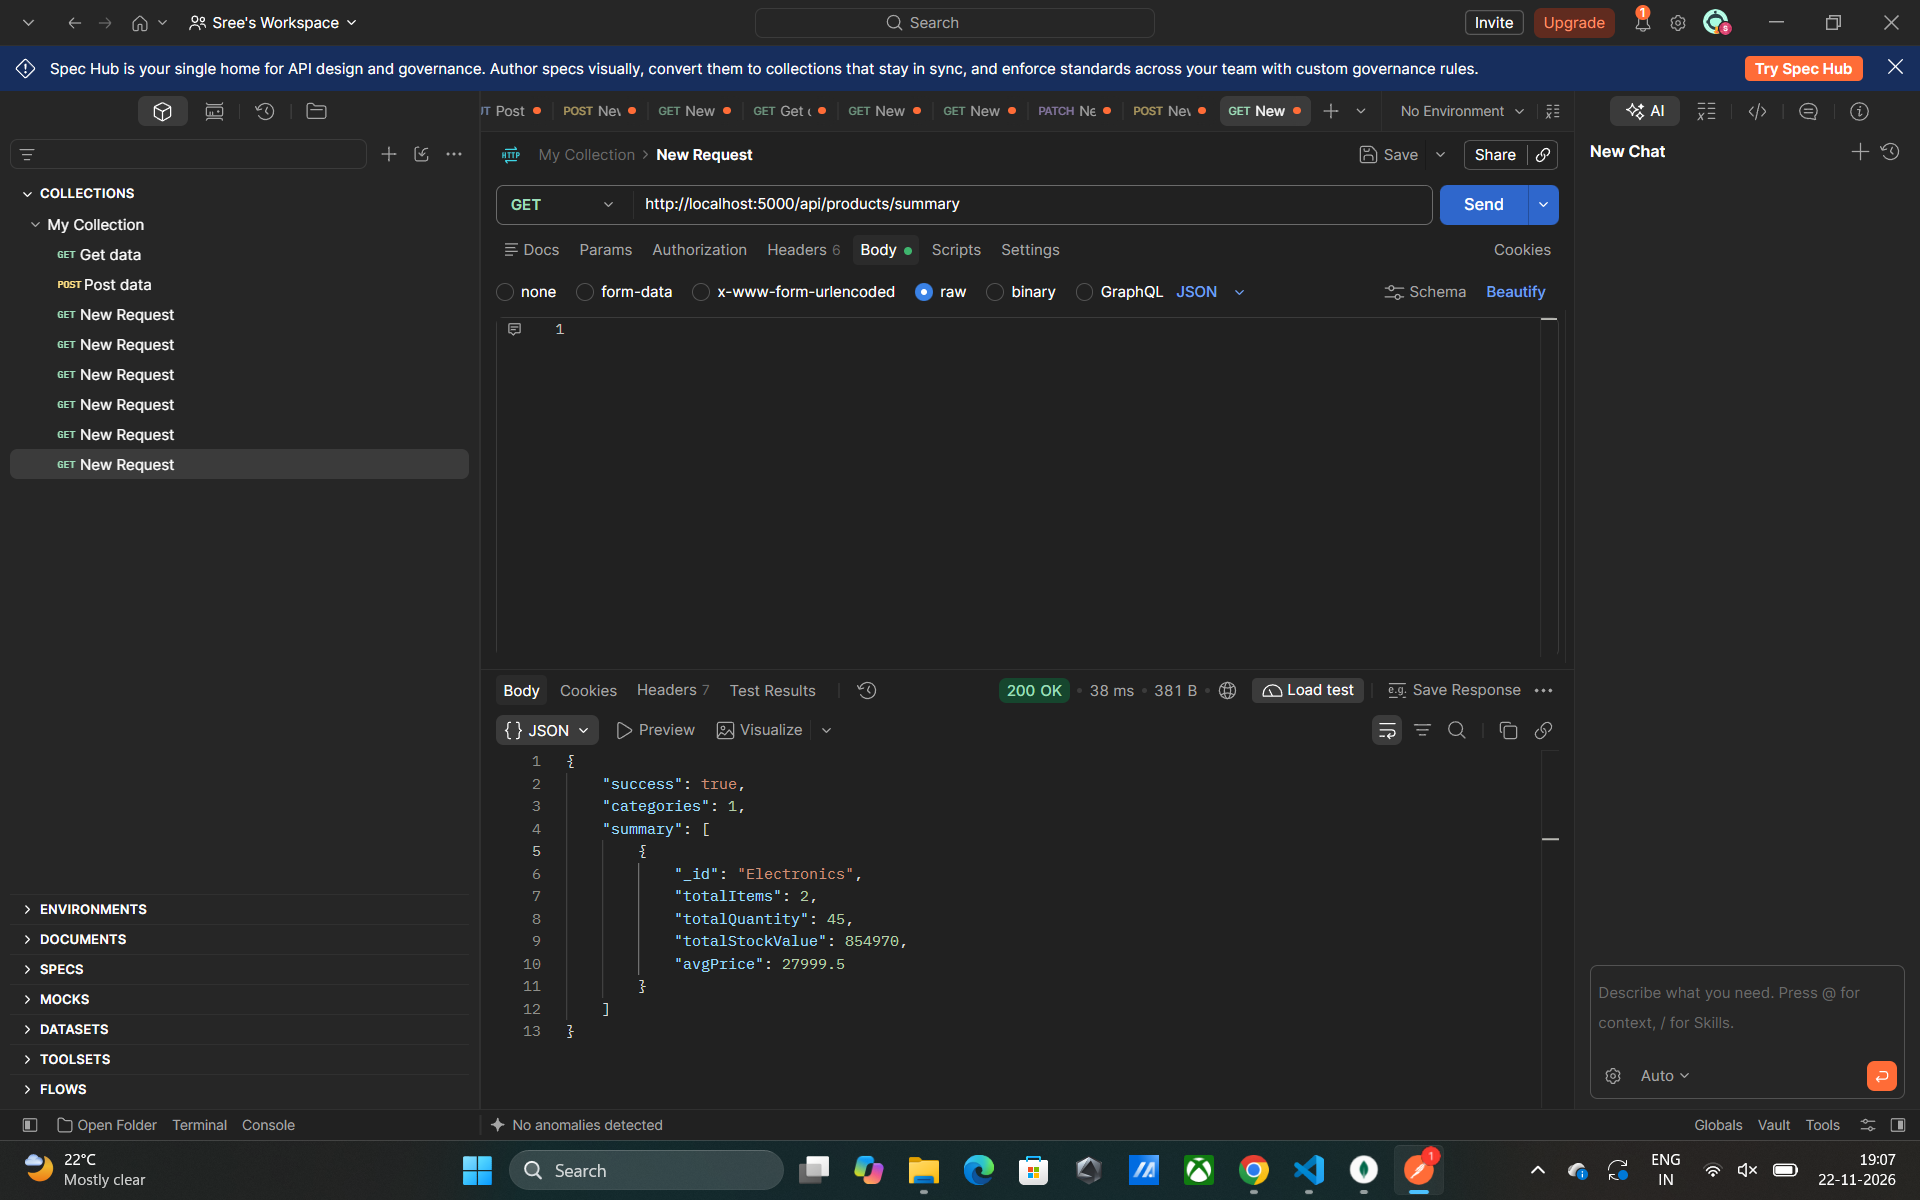 Sree's Workspace
Search
Invite
Upgrade
1
Spec Hub is your single home for API design and governance. Author specs visually, convert them to collections that stay in sync, and enforce standards across your team with custom governance rules.
Try Spec Hub
Post
POST Nev
GET New
GET Get
GET New
GET New
PATCH Ne
POST Nev
GET New
No Environment
AI
COLLECTIONS
My Collection
GET Get data
POST Post data
GET New Request
GET New Request
GET New Request
GET New Request
GET New Request
GET New Request
ENVIRONMENTS
DOCUMENTS
SPECS
MOCKS
DATASETS
TOOLSETS
FLOWS
HTTP My Collection > New Request
Save
Share
GET
http://localhost:5000/api/products/summary
Send
Docs Params Authorization Headers 6 Body Scripts Settings
Cookies
none form-data x-www-form-urlencoded raw binary GraphQL JSON
Schema Beautify
1
Body Cookies Headers 7 Test Results
200 OK • 38 ms • 381 B
Load test
e.g. Save Response
{} JSON Preview Visualize
1 {
2 "success": true,
3 "categories": 1,
4 "summary": [
5 {
6 "_id": "Electronics",
7 "totalItems": 2,
8 "totalQuantity": 45,
9 "totalStockValue": 854970,
10 "avgPrice": 27999.5
11 }
12 ]
13 }
New Chat
Describe what you need. Press @ for
context, / for Skills.
Auto
Open Folder Terminal Console
No anomalies detected
Globals Vault Tools
22°C
Mostly clear
Search
1
ENG
IN
19:07
22-11-2026